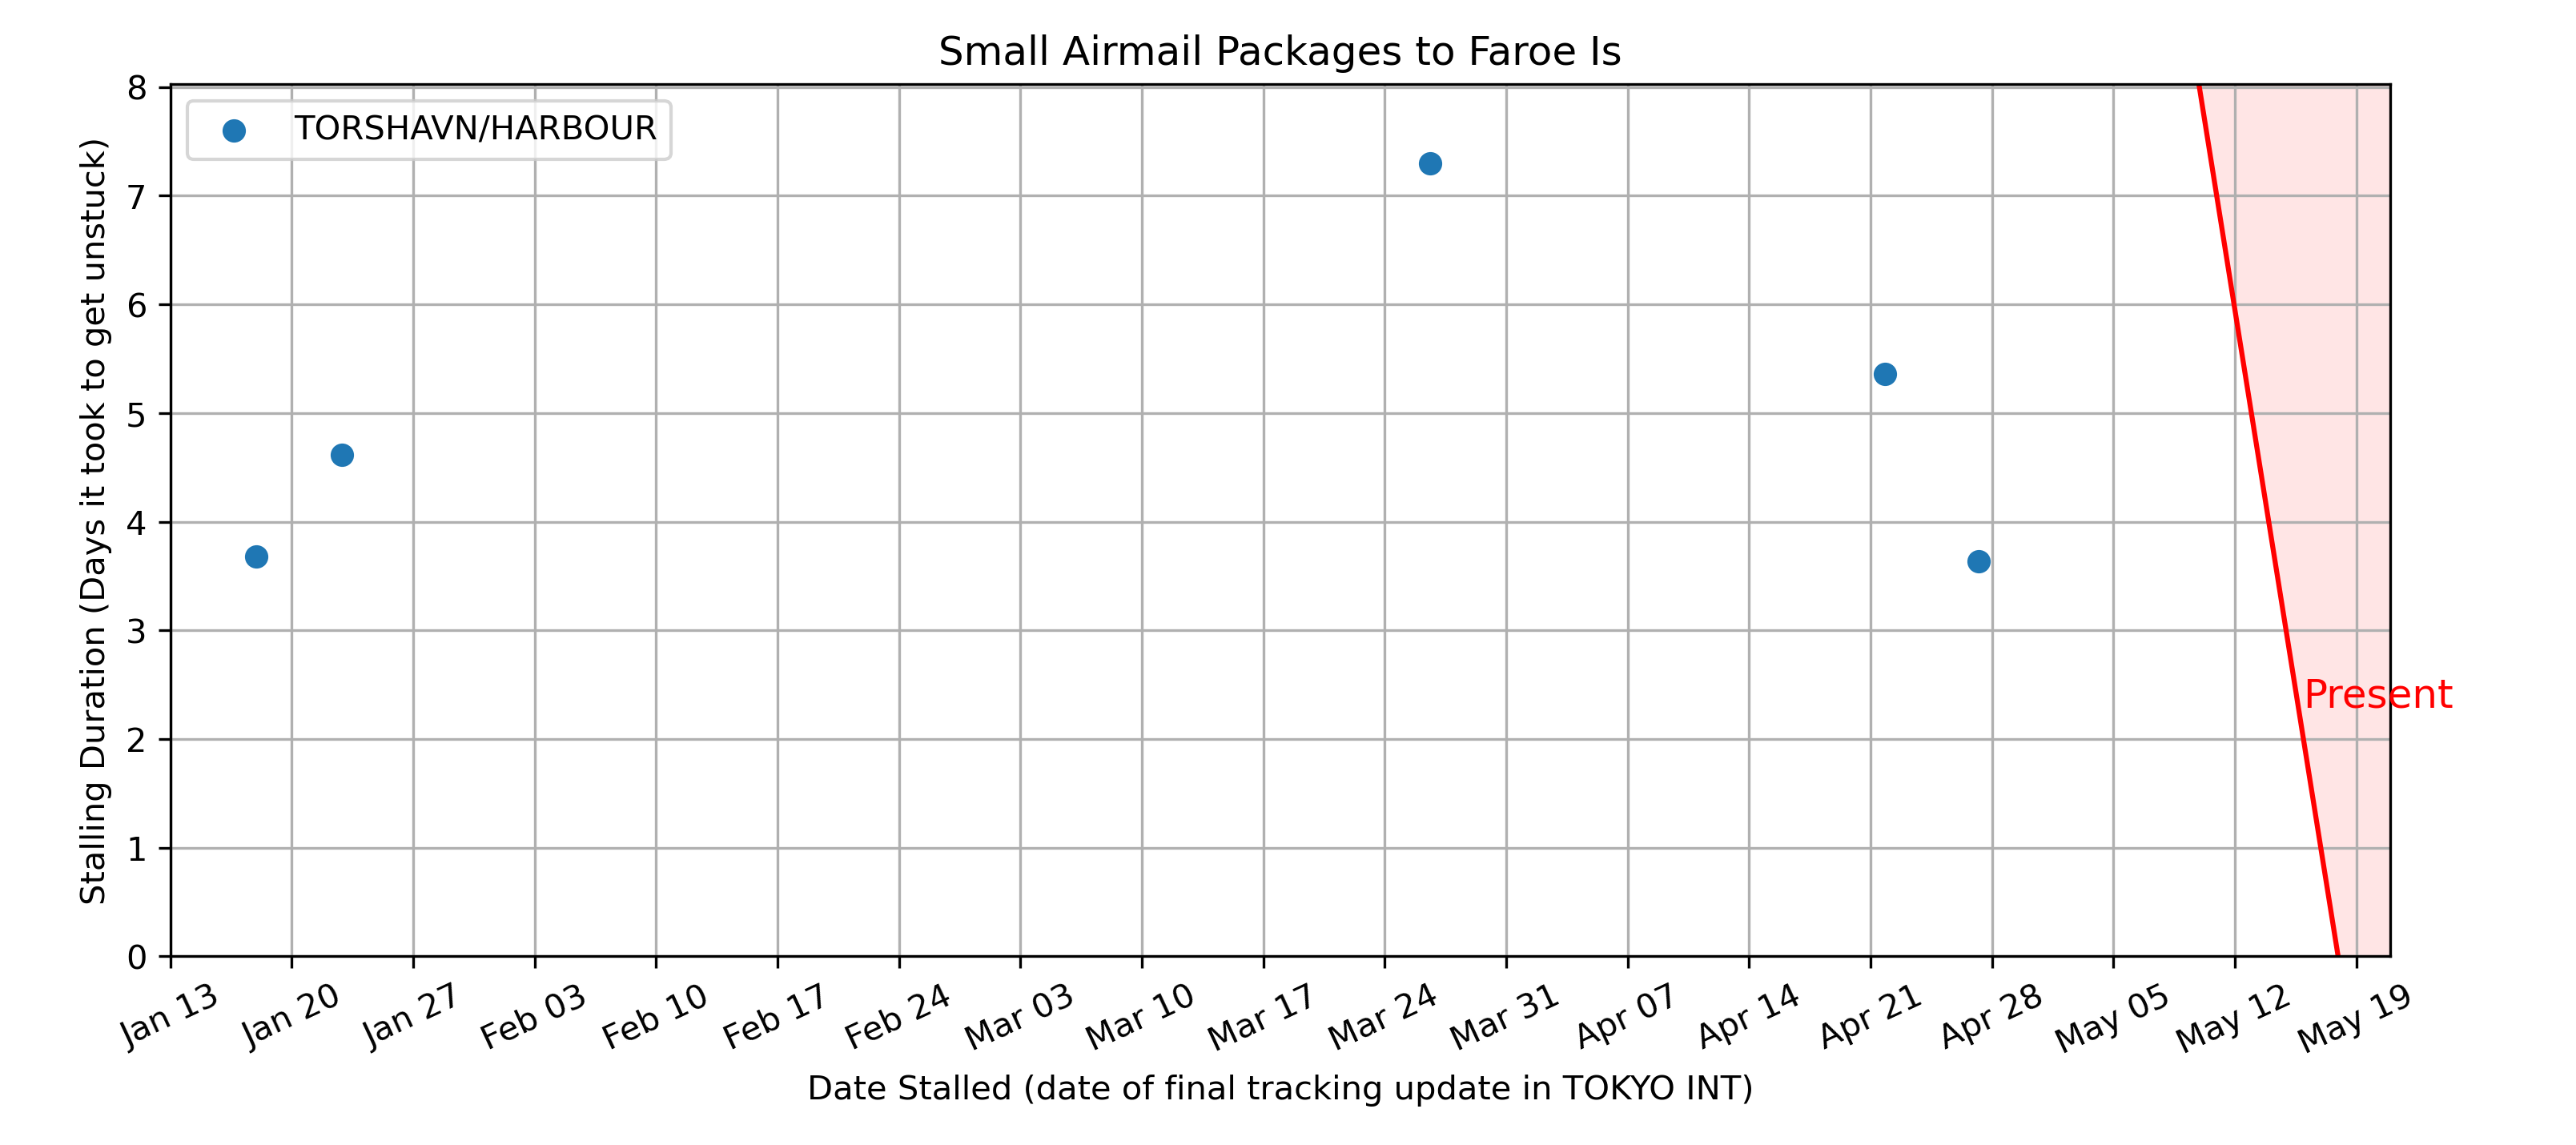 Small Airmail Packages to Faroe Is
TORSHAVN/HARBOUR
Stalling Duration (Days it took to get unstuck)
8
7
6
5
4
3
2
1
0
Present
Jan 13
Jan 20
Jan 27
Feb 03
Feb 10
Feb 17
Feb 24
Mar 03
Mar 10
Mar 17
Mar 24
Mar 31
Apr 07
Apr 14
Apr 21
Apr 28
May 05
May 12
May 19
Date Stalled (date of final tracking update in TOKYO INT)